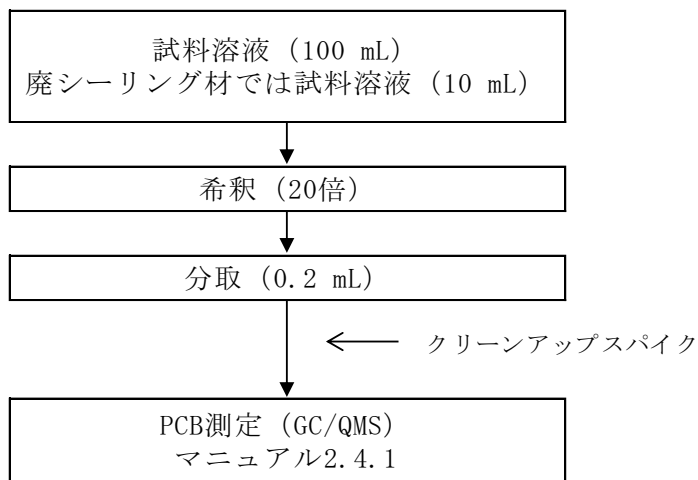 試料溶液 (100 mL)
廃シーリング材では試料溶液 (10 mL)
希釈 (20倍)
分取 (0.2 mL)
クリーンアップスパイク
PCB測定 (GC/QMS)
マニュアル2.4.1